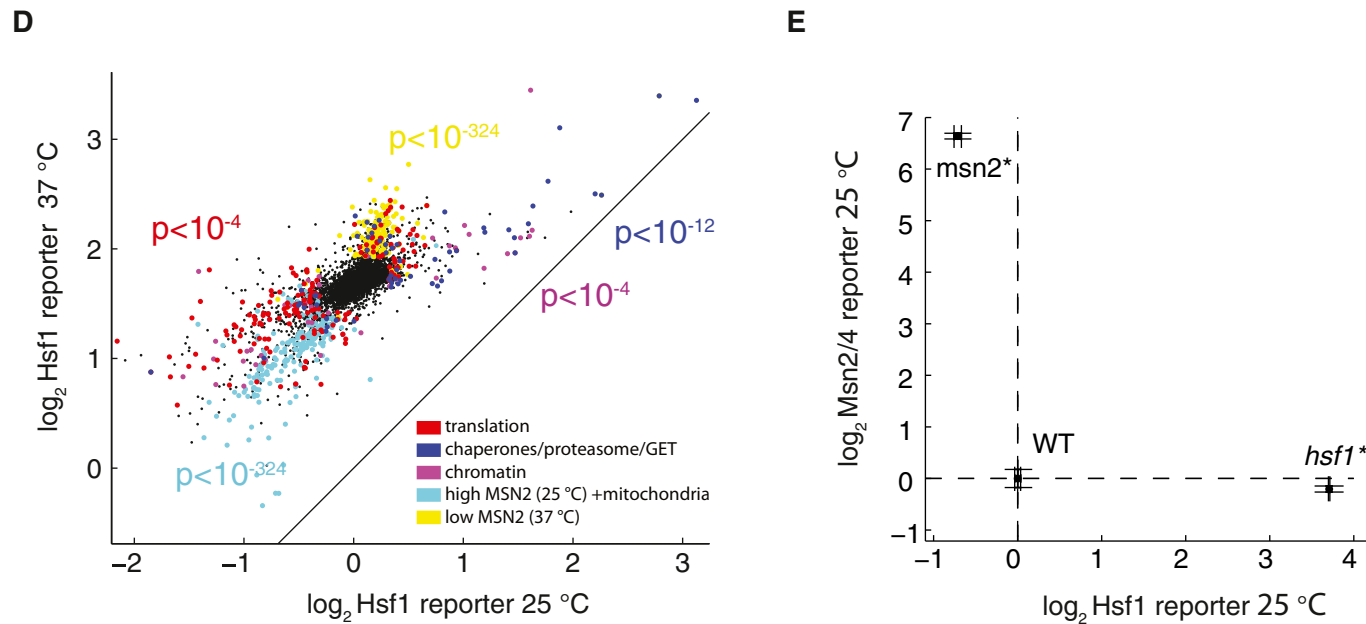 D
E
log2 Hsf1 reporter 37 °C
3
2
1
0
−2
−1
0
1
2
3
log2 Hsf1 reporter 25 °C
p<10-324
p<10-4
p<10-12
p<10-4
p<10-324
translation
chaperones/proteasome/GET
chromatin
high MSN2 (25 °C) +mitochondria
low MSN2 (37 °C)
log2 Msn2/4 reporter 25 °C
7
6
5
4
3
2
1
0
−1
−1
0
1
2
3
4
log2 Hsf1 reporter 25 °C
msn2*
WT
hsf1*